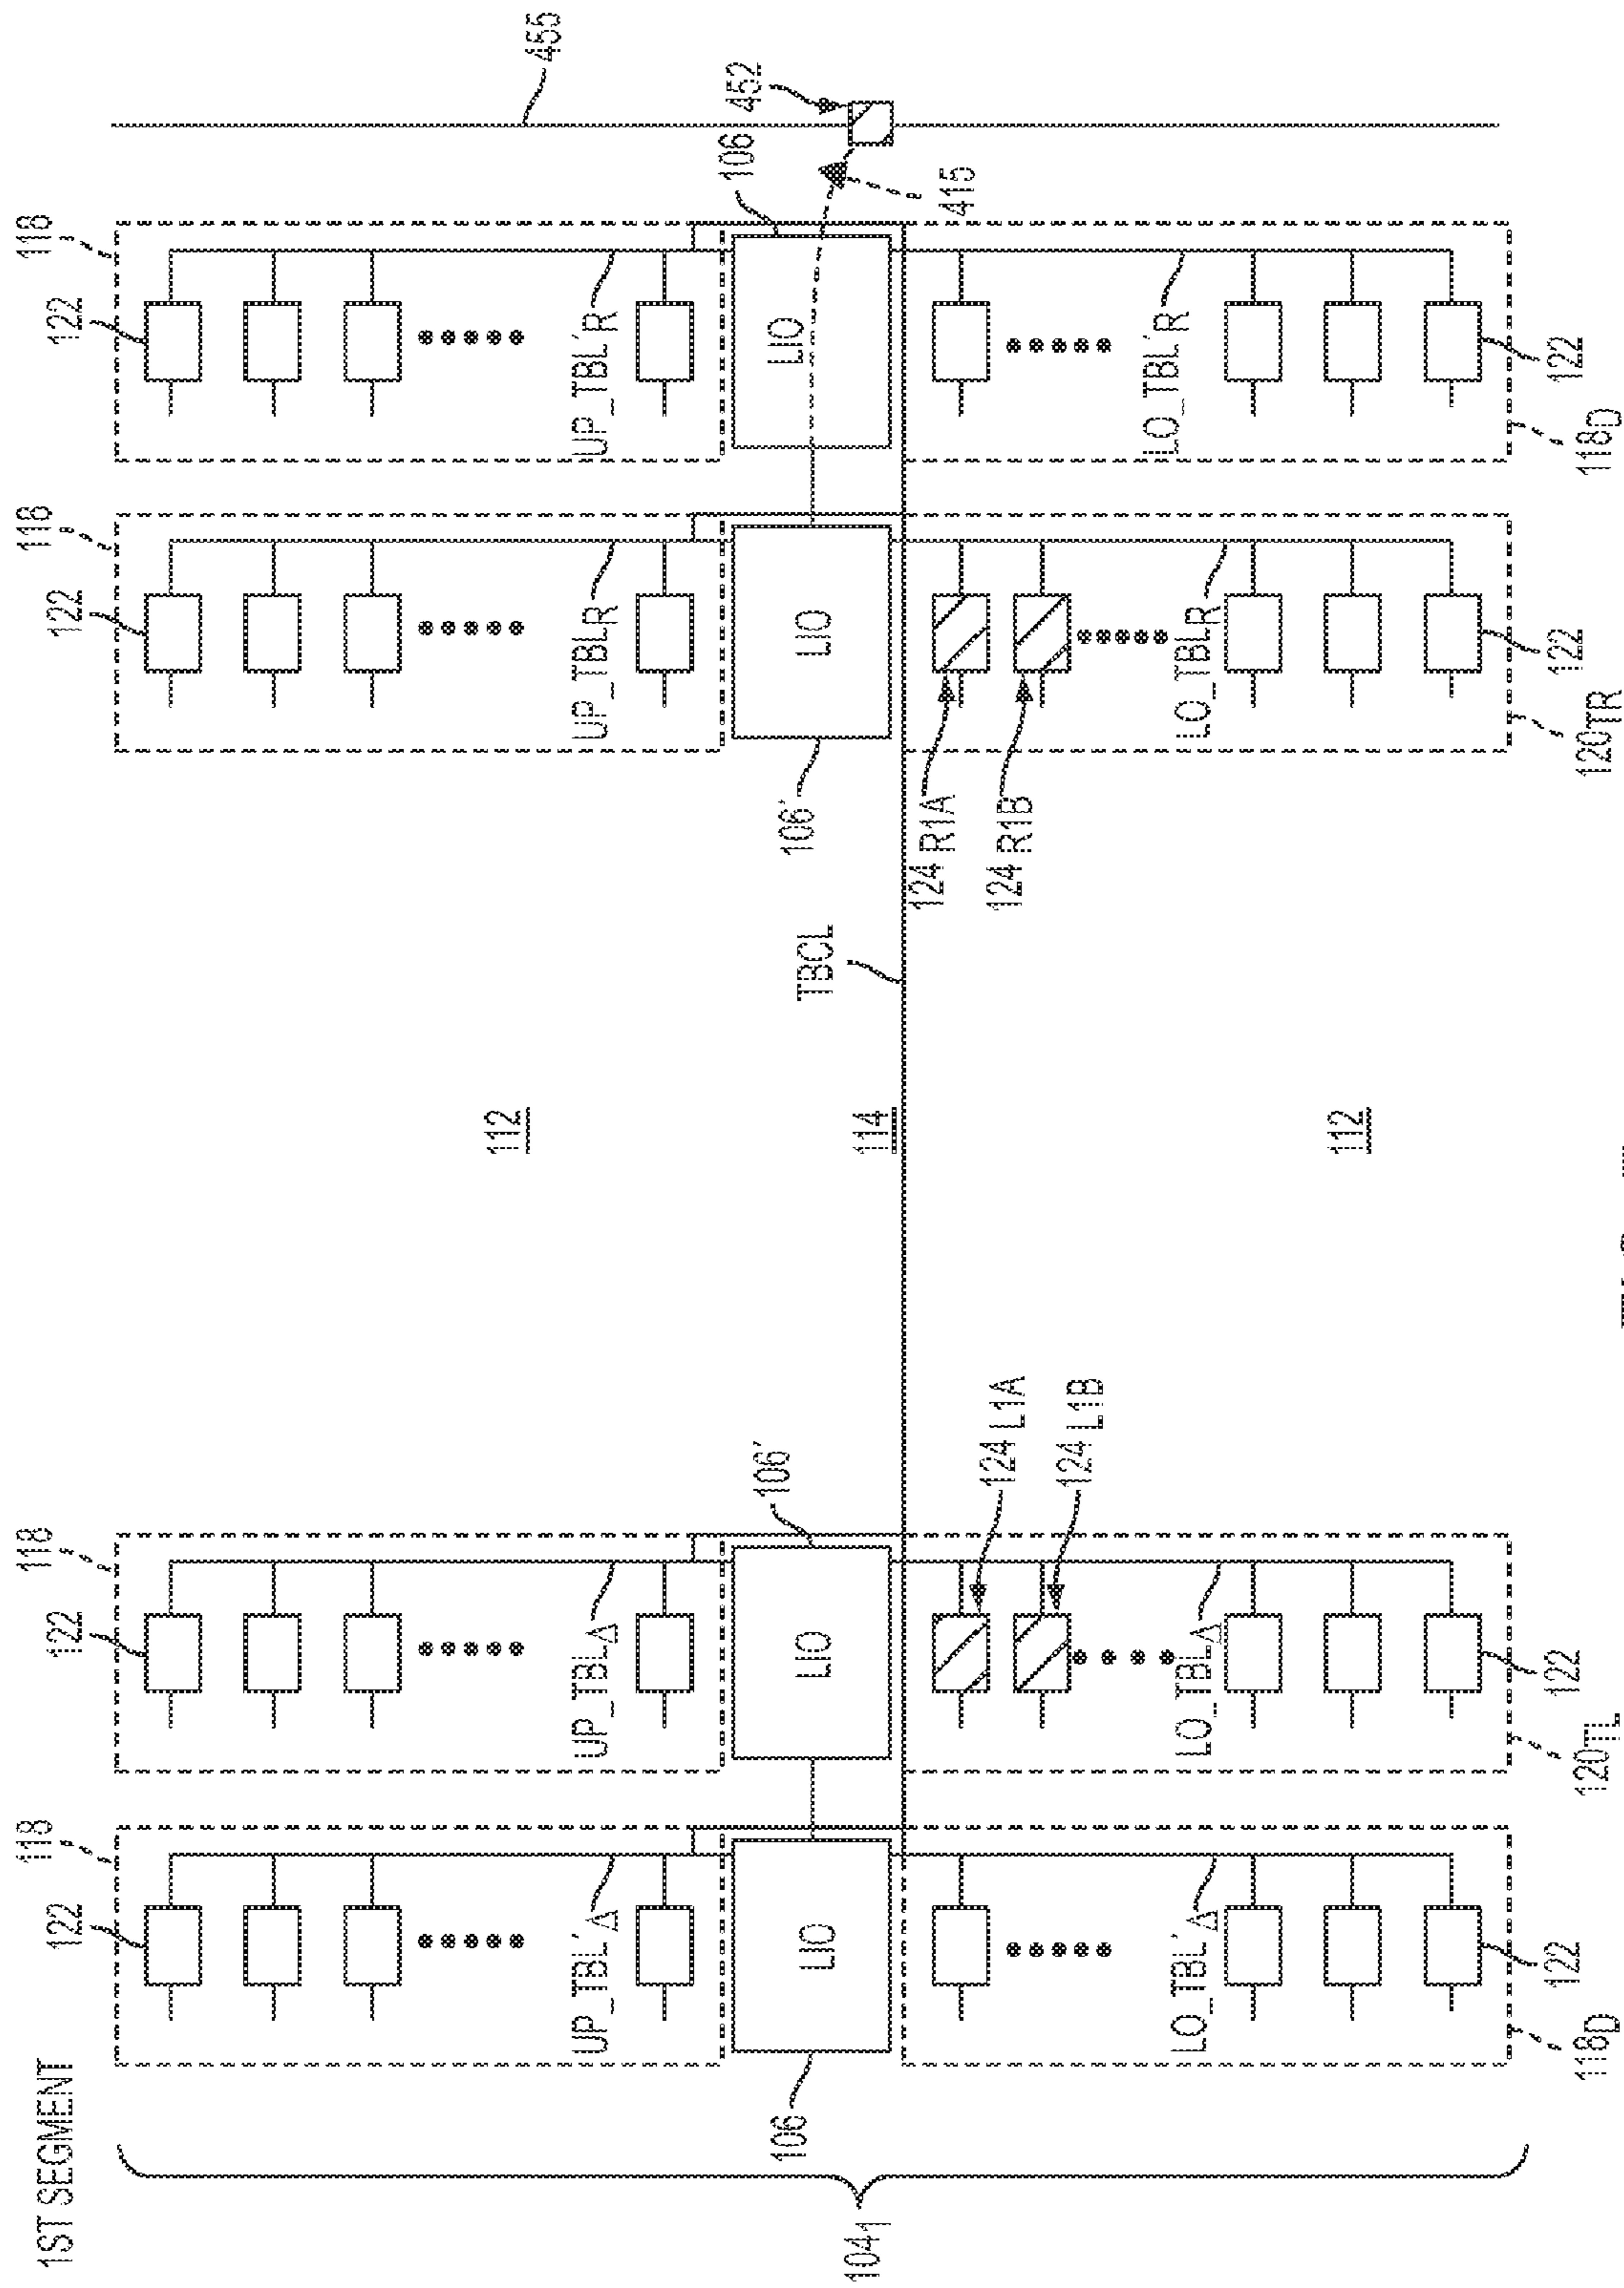 1ST SEGMENT
118
118
118
118
122
122
122
122
455
452
106
415
UP_TBL'Δ
UP_TBLΔ
UP_TBLR
UP_TBL'R
LIO
LIO
LIO
LIO
106
106'
106'
104₁
112
114
112
TBCL
124 L1A
124 L1B
124 R1A
124 R1B
LO_TBL'Δ
LO_TBLΔ
LO_TBLR
LO_TBL'R
122
122
122
122
118D
120TL
120TR
118D